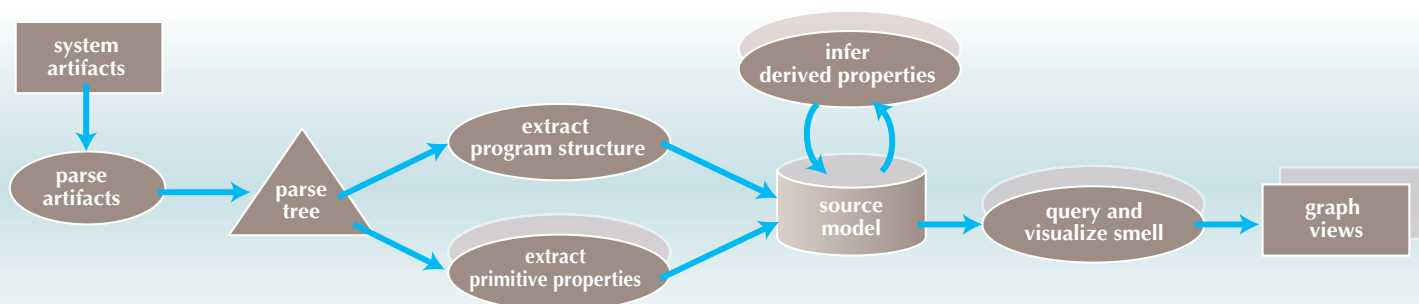 system
artifacts
parse
artifacts
parse
tree
extract
program structure
extract
primitive properties
infer
derived properties
source
model
query and
visualize smell
graph
views